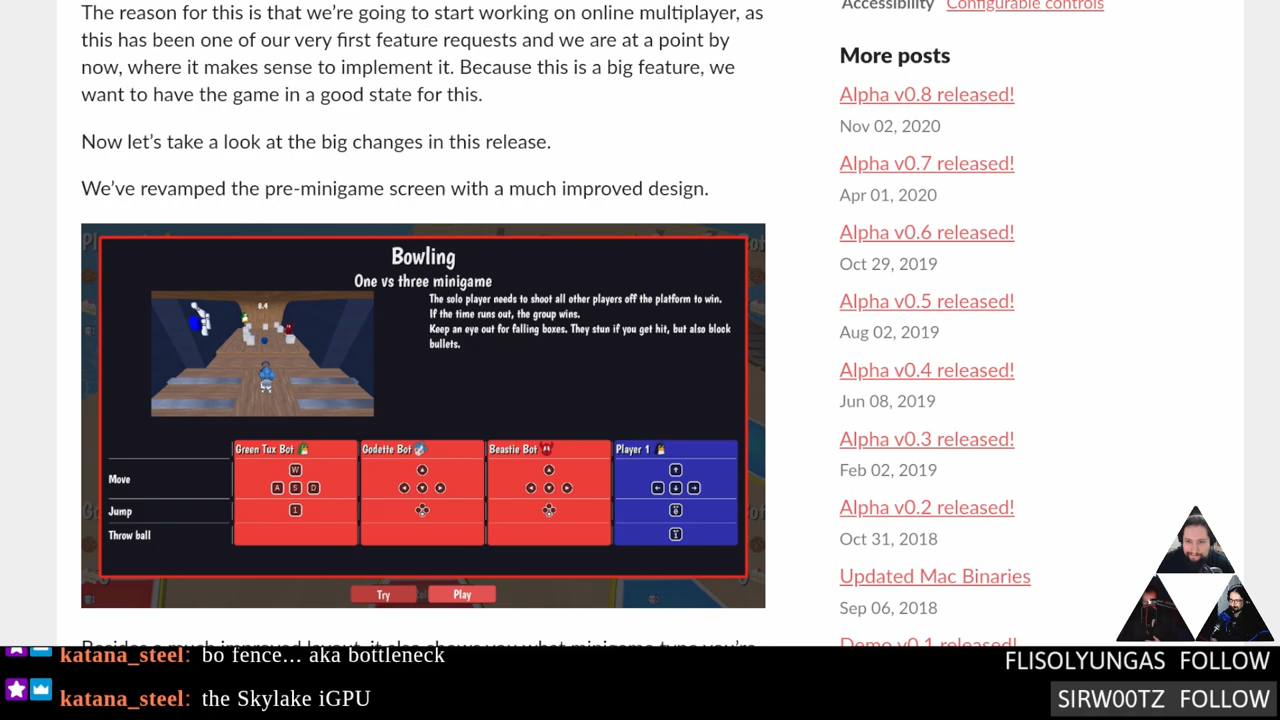 The reason for this is that we’re going to start working on online multiplayer, as
this has been one of our very first feature requests and we are at a point by
now, where it makes sense to implement it. Because this is a big feature, we
want to have the game in a good state for this.
Now let’s take a look at the big changes in this release.
We’ve revamped the pre-minigame screen with a much improved design.
Bowling
One vs three minigame
6.4
The solo player needs to shoot all other players off the platform to win.
If the time runs out, the group wins.
Keep an eye out for falling boxes. They stun if you get hit, but also block
bullets.
Green Tux Bot Godette Bot Beastie Bot Player 1
Move W
A S D
Jump 1
Throw ball
Try Play
Accessibility Configurable controls
More posts
Alpha v0.8 released!
Nov 02, 2020
Alpha v0.7 released!
Apr 01, 2020
Alpha v0.6 released!
Oct 29, 2019
Alpha v0.5 released!
Aug 02, 2019
Alpha v0.4 released!
Jun 08, 2019
Alpha v0.3 released!
Feb 02, 2019
Alpha v0.2 released!
Oct 31, 2018
Updated Mac Binaries
Sep 06, 2018
Demo v0.1 released!
katana_steel: bo fence... aka bottleneck
katana_steel: the Skylake iGPU
FLISOLYUNGAS FOLLOW
SIRW00TZ FOLLOW